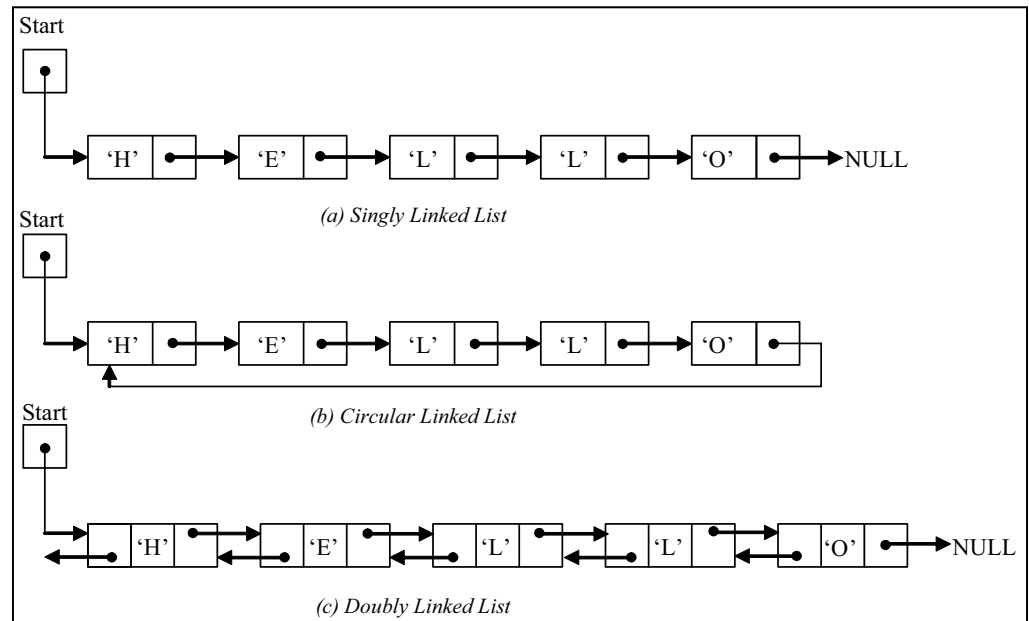 Start
‘H’ ‘E’ ‘L’ ‘L’ ‘O’ NULL
(a) Singly Linked List
Start
‘H’ ‘E’ ‘L’ ‘L’ ‘O’
(b) Circular Linked List
Start
‘H’ ‘E’ ‘L’ ‘L’ ‘O’ NULL
(c) Doubly Linked List